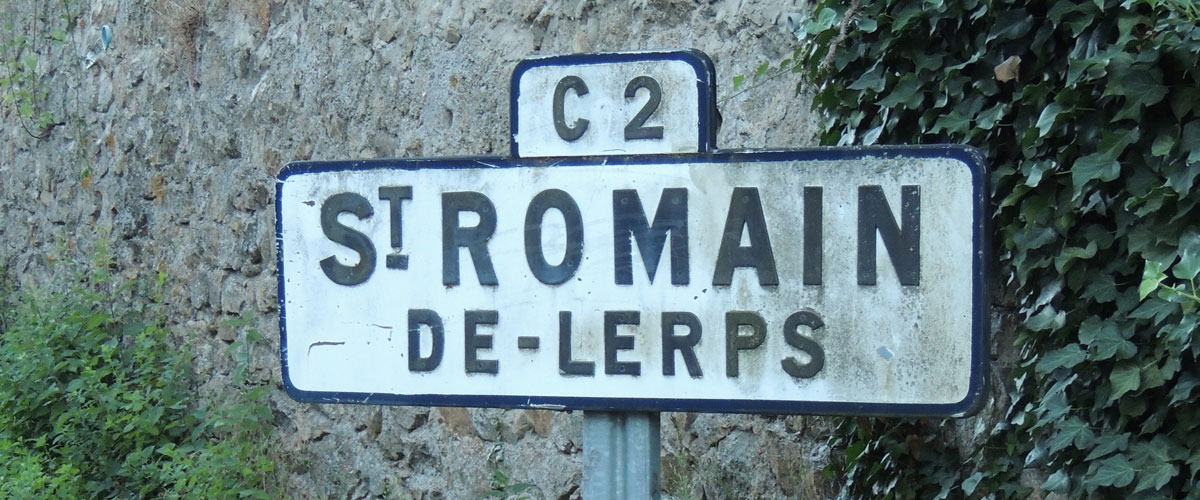 C 2
ST ROMAIN
DE-LERPS